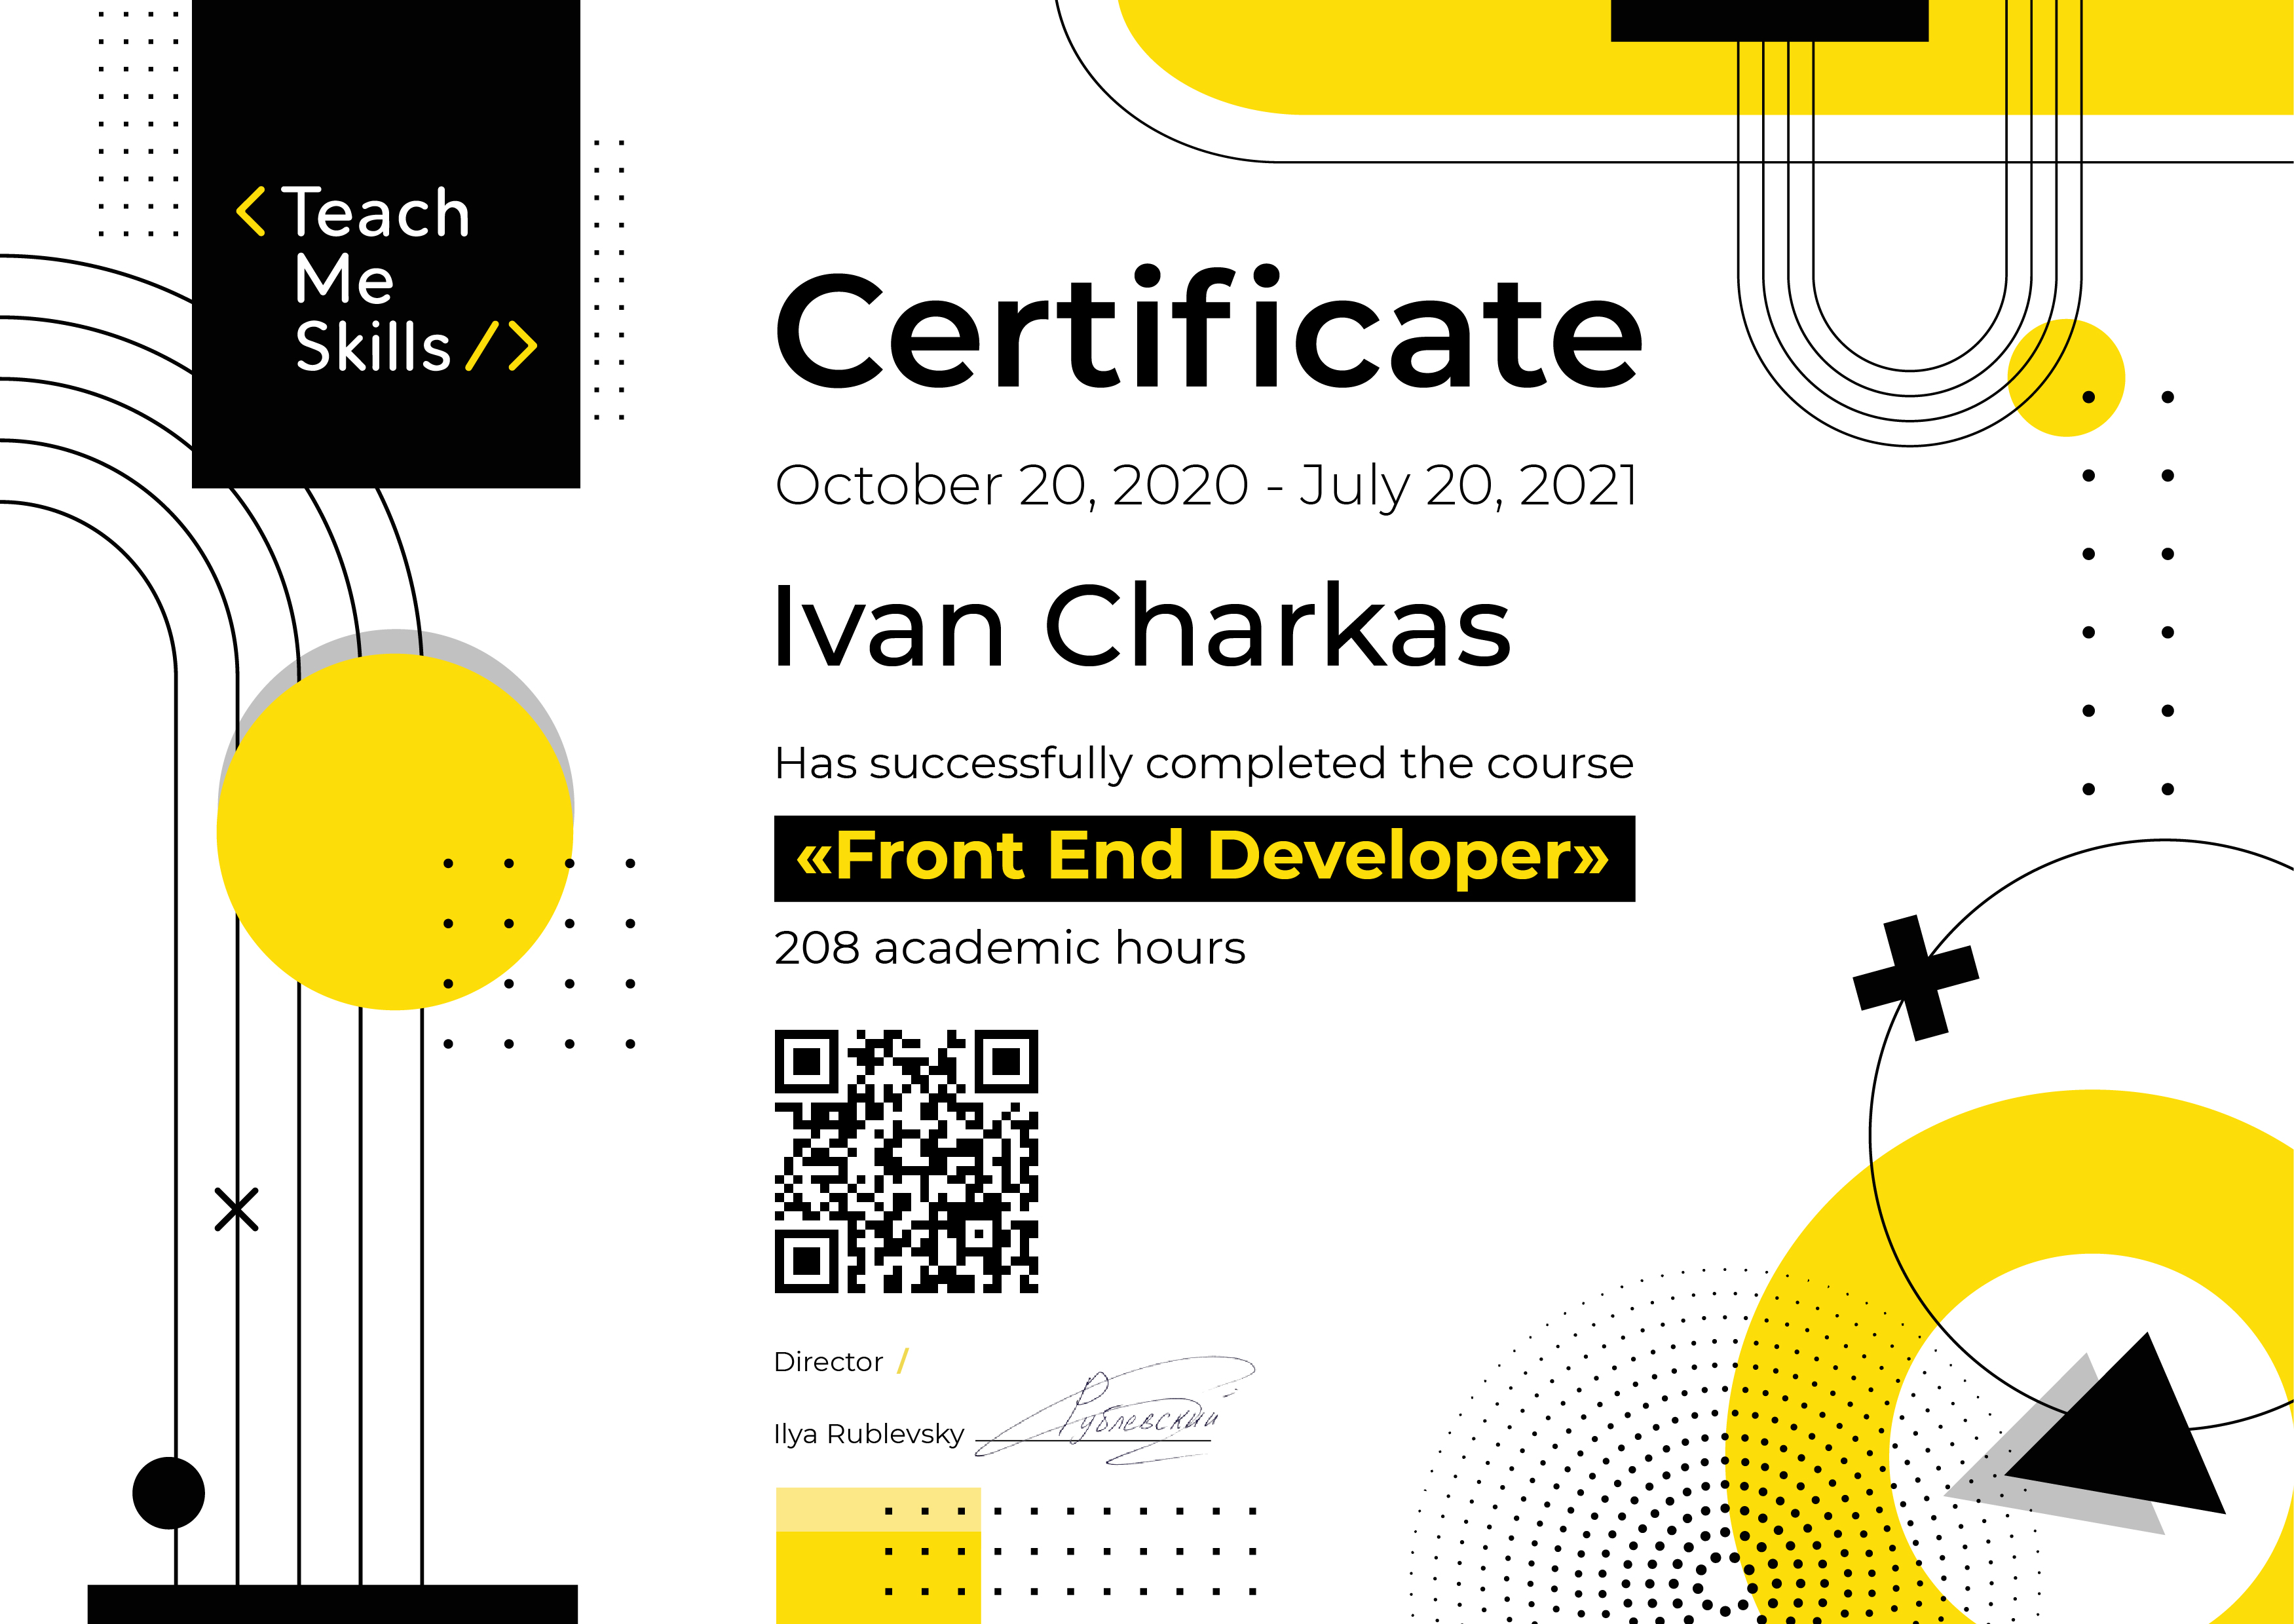 < Teach
Me
Skills />
Certificate
October 20, 2020 - July 20, 2021
Ivan Charkas
Has successfully completed the course
«Front End Developer»
208 academic hours
Director /
Ilya Rublevsky
Рублевский